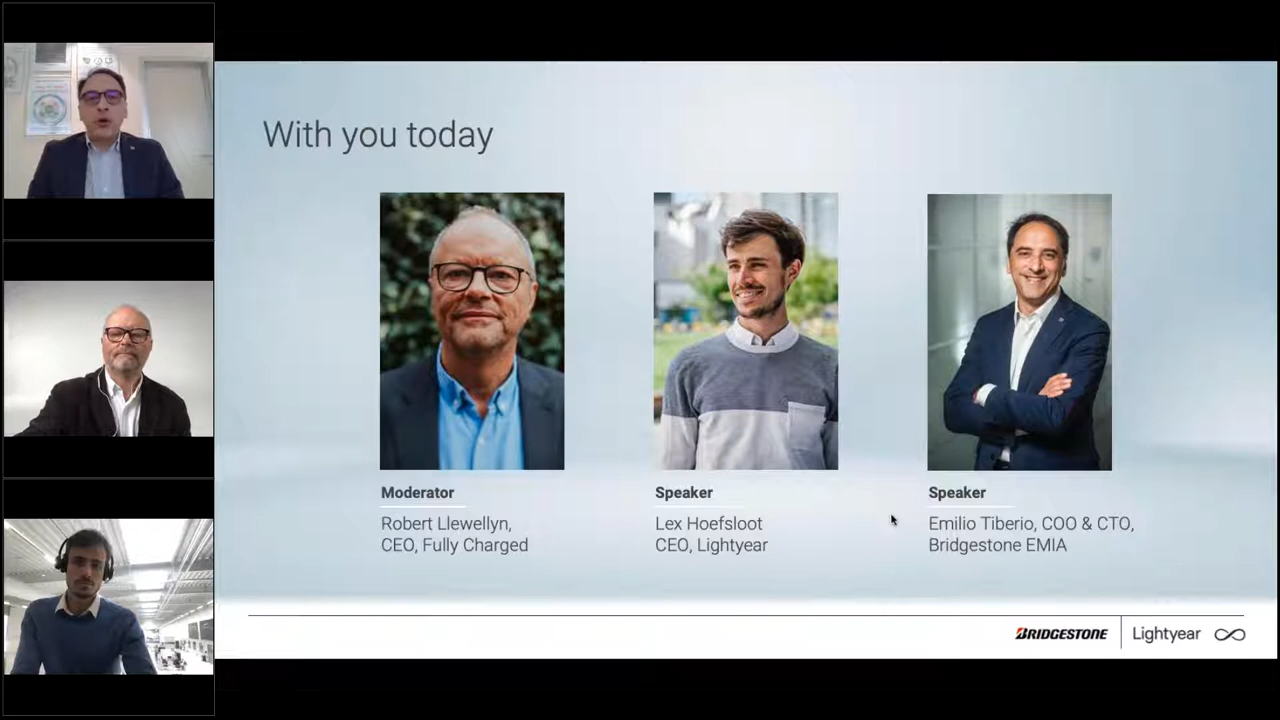 With you today
Moderator
Robert Llewellyn,
CEO, Fully Charged
Speaker
Lex Hoefsloot
CEO, Lightyear
Speaker
Emilio Tiberio, COO & CTO,
Bridgestone EMIA
BRIDGESTONE
Lightyear